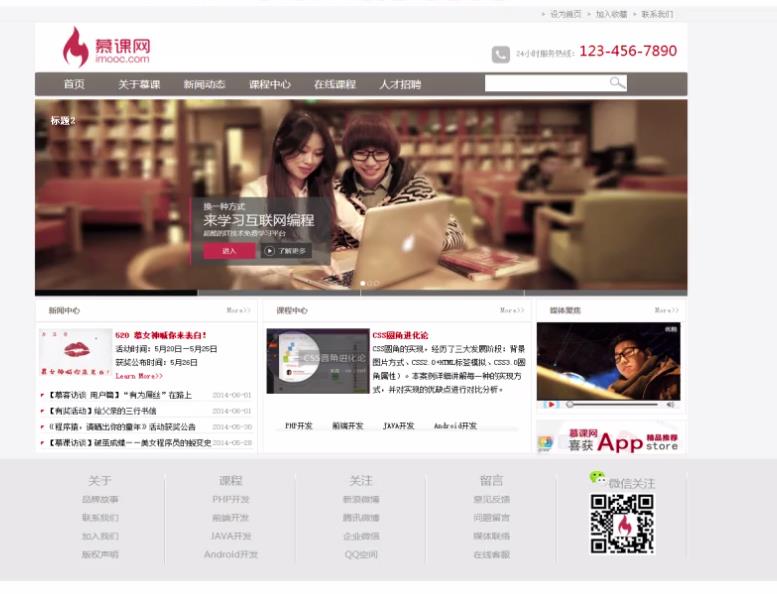 设为首页 加入收藏 联系我们
慕课网
imooc.com
24小时服务热线：123-456-7890
首页 关于慕课 新闻动态 课程中心 在线课程 人才招聘
标题2
换一种方式
来学习互联网编程
超酷的IT技术免费学习平台
进入 了解更多
新闻中心 More>>
520 慕女神喊你来表白！
活动时间：5月20日—5月25日
获奖公布时间：5月26日
Learn More>>
【慕客访谈 用户篇】“有为屌丝”在路上 2014-06-01
【有奖活动】给父亲的三行书信 2014-06-01
《程序猿，请晒出你的童年》活动获奖公告 2014-05-30
【慕课访谈】破茧成蝶——美女程序员的蜕变史 2014-05-28
课程中心 More>>
CSS圆角进化论
CSS圆角进化论
CSS圆角的实现，经历了三大发展阶段：背景
图片方式、CSS2.0+HTML标签模拟、CSS3.0圆
角属性）。本案例详细讲解每一种的实现方
式，并对实现的优缺点进行对比分析。
PHP开发 前端开发 JAVA开发 Android开发
媒体聚焦 More>>
优酷
慕课网
喜获 App store
精品推荐
关于 课程 关注 留言 微信关注
品牌故事 PHP开发 新浪微博 意见反馈
联系我们 前端开发 腾讯微博 问题留言
加入我们 JAVA开发 企业微信 媒体联络
版权声明 Android开发 QQ空间 在线客服